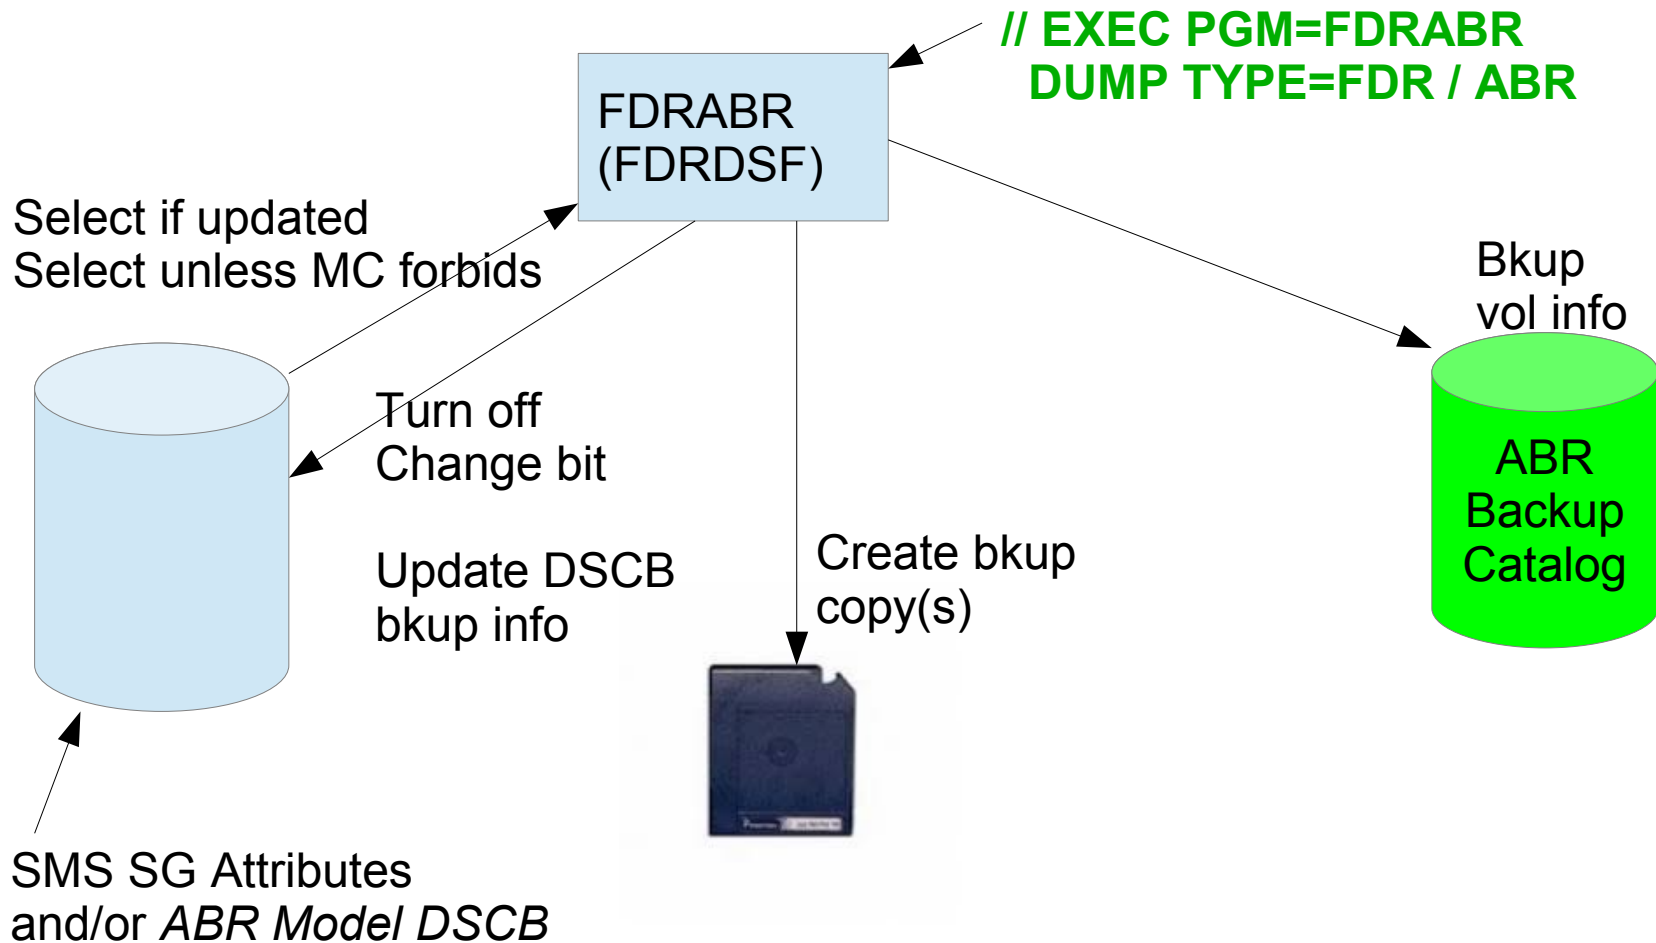 // EXEC PGM=FDRABR
DUMP TYPE=FDR / ABR
FDRABR
(FDRDSF)
Select if updated
Select unless MC forbids
Bkup
vol info
Turn off
Change bit
ABR
Backup
Catalog
Update DSCB
bkup info
Create bkup
copy(s)
SMS SG Attributes
and/or ABR Model DSCB